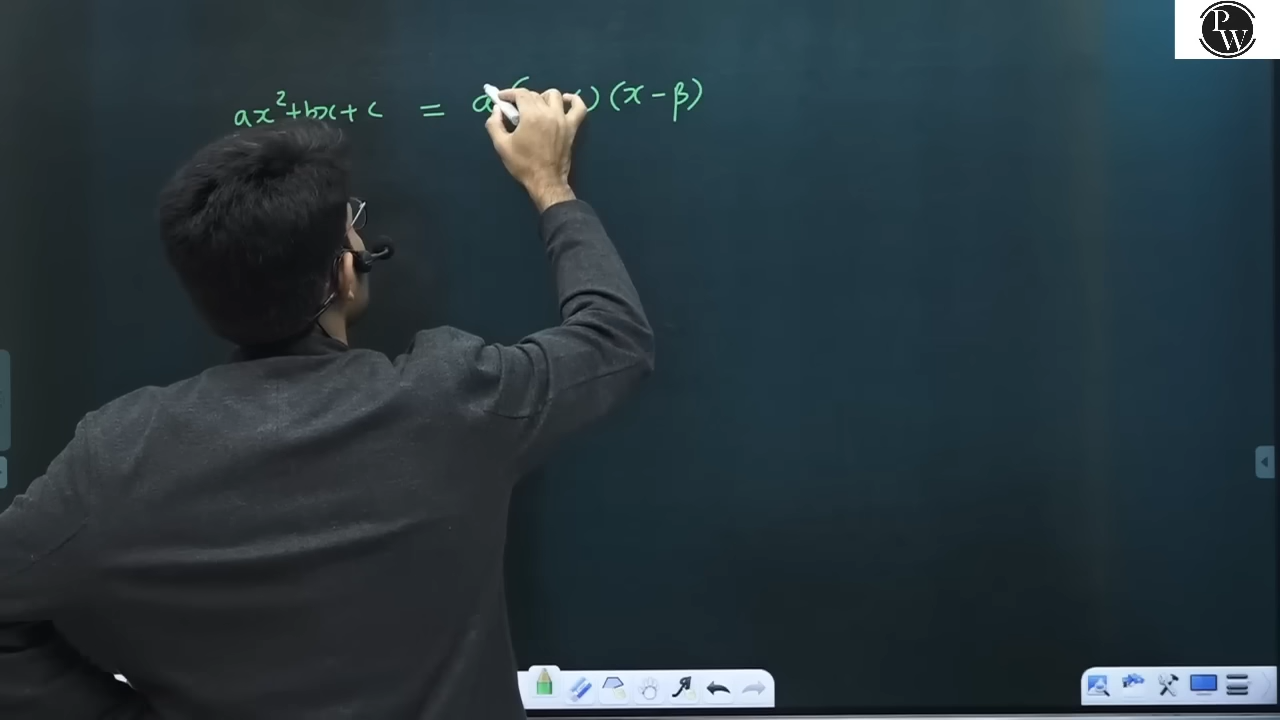 PW
ax²+bx+c = a( ) (x-β)